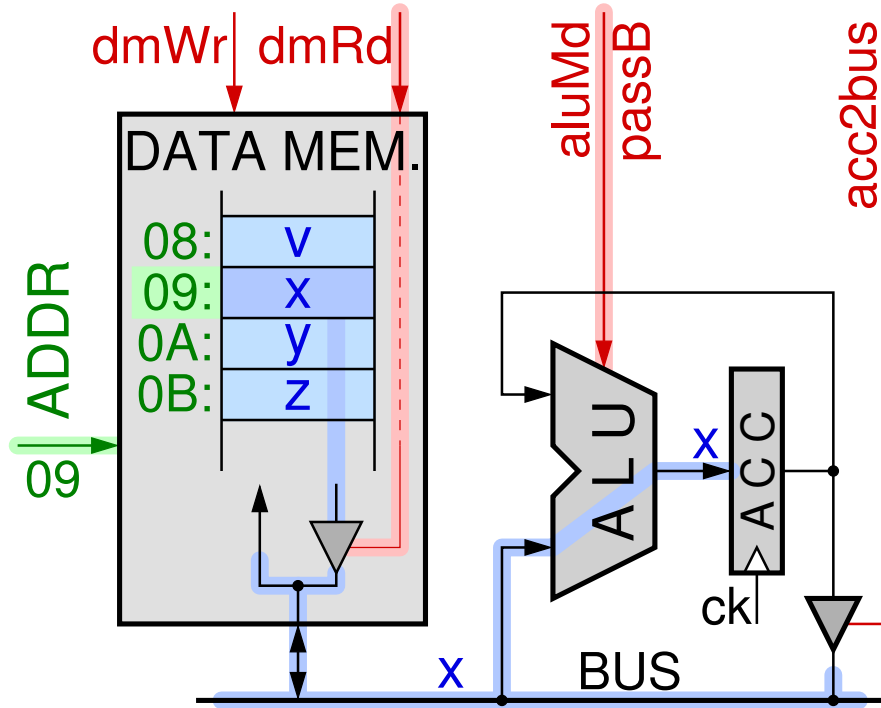 dmWr
dmRd
aluMd
passB
acc2bus
DATA MEM.
08: v
09: x
0A: y
0B: z
ADDR
09
ALU
x
ACC
ck
x
BUS